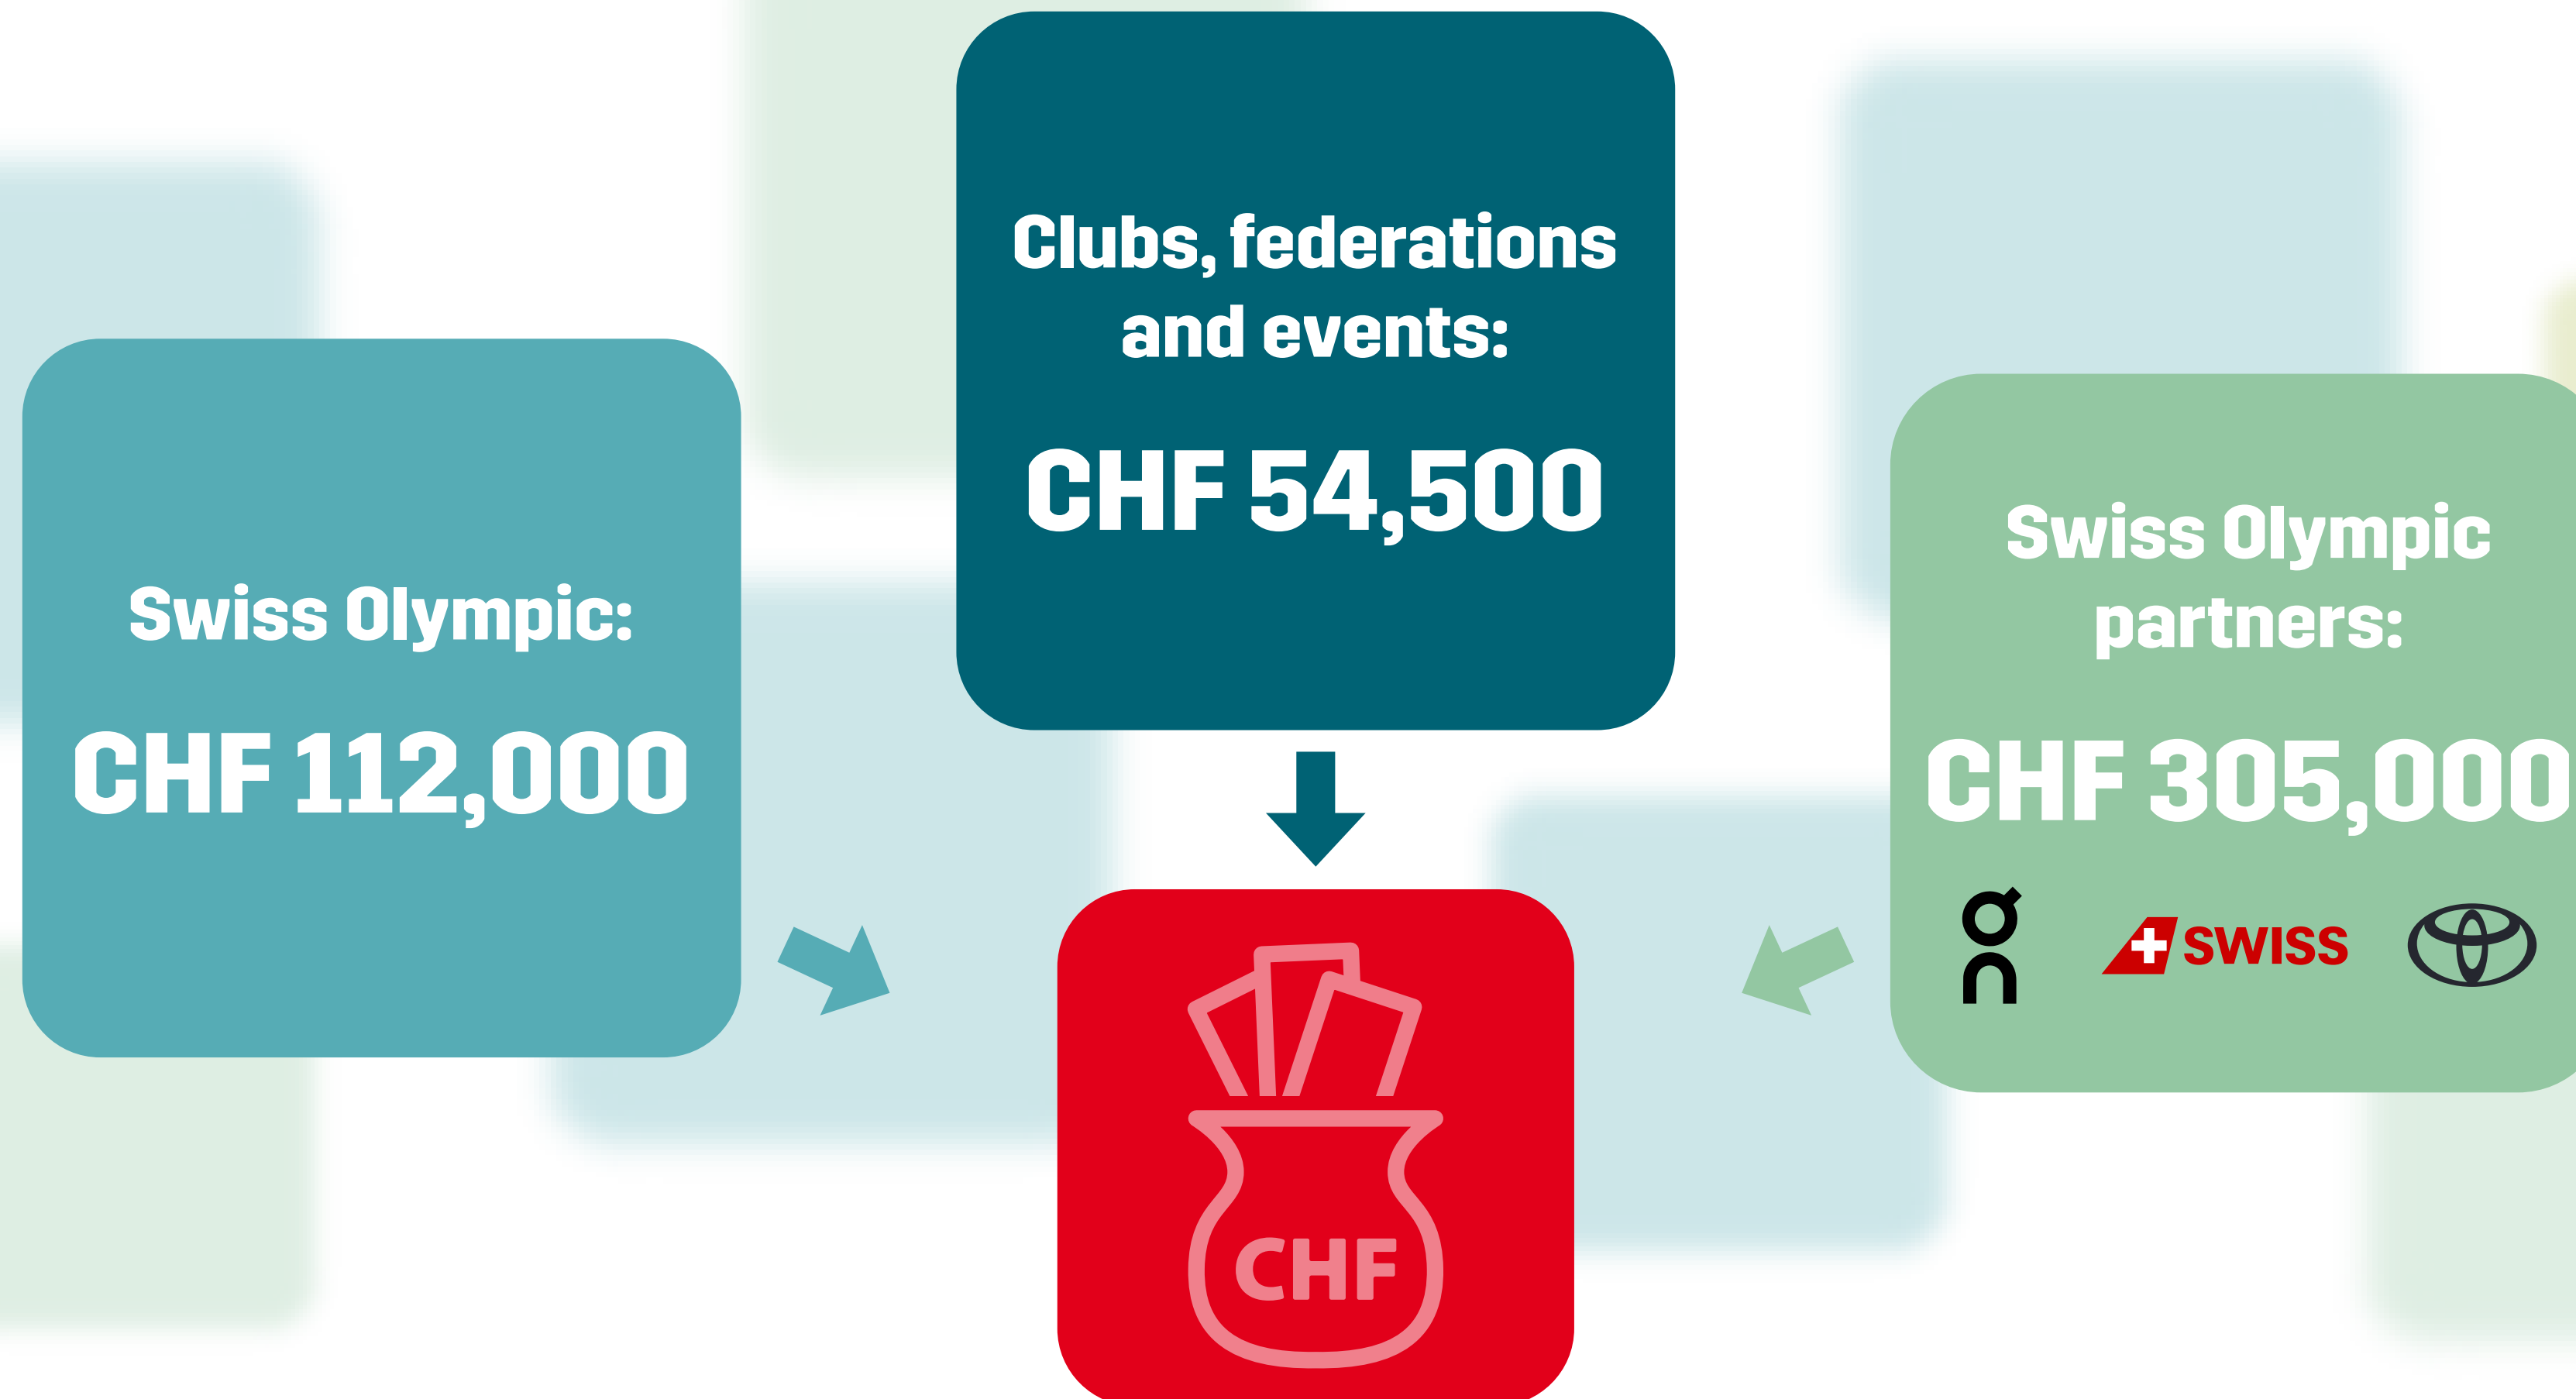 Clubs, federations
and events:
CHF 54,500
Swiss Olympic:
CHF 112,000
Swiss Olympic
partners:
CHF 305,000
on
SWISS
CHF